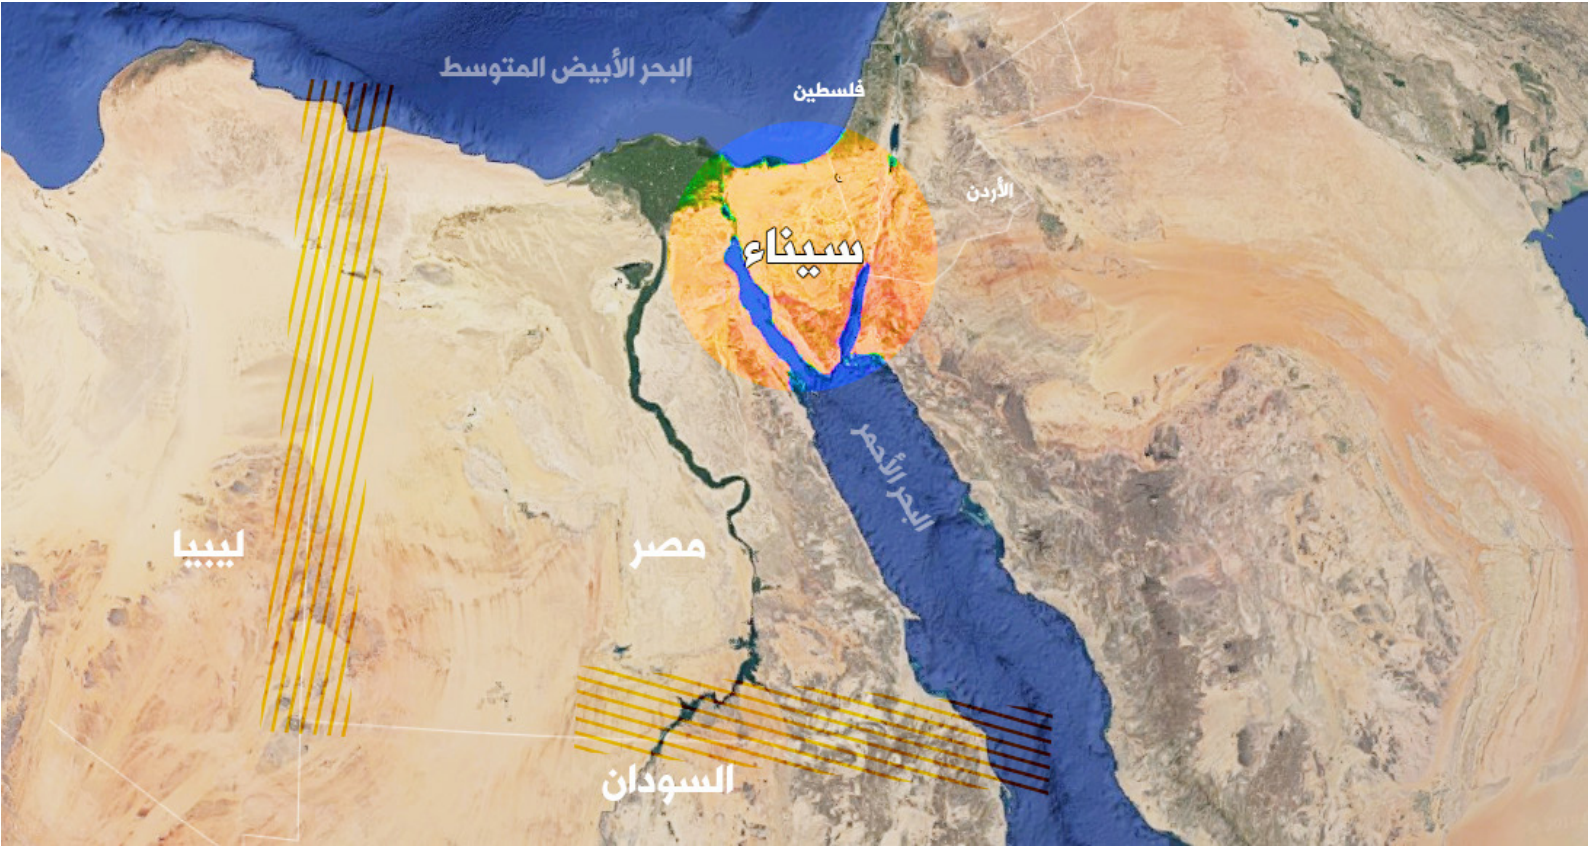 البحر الأبيض المتوسط
فلسطين
الأردن
سيناء
البحر الأحمر
ليبيا
مصر
السودان